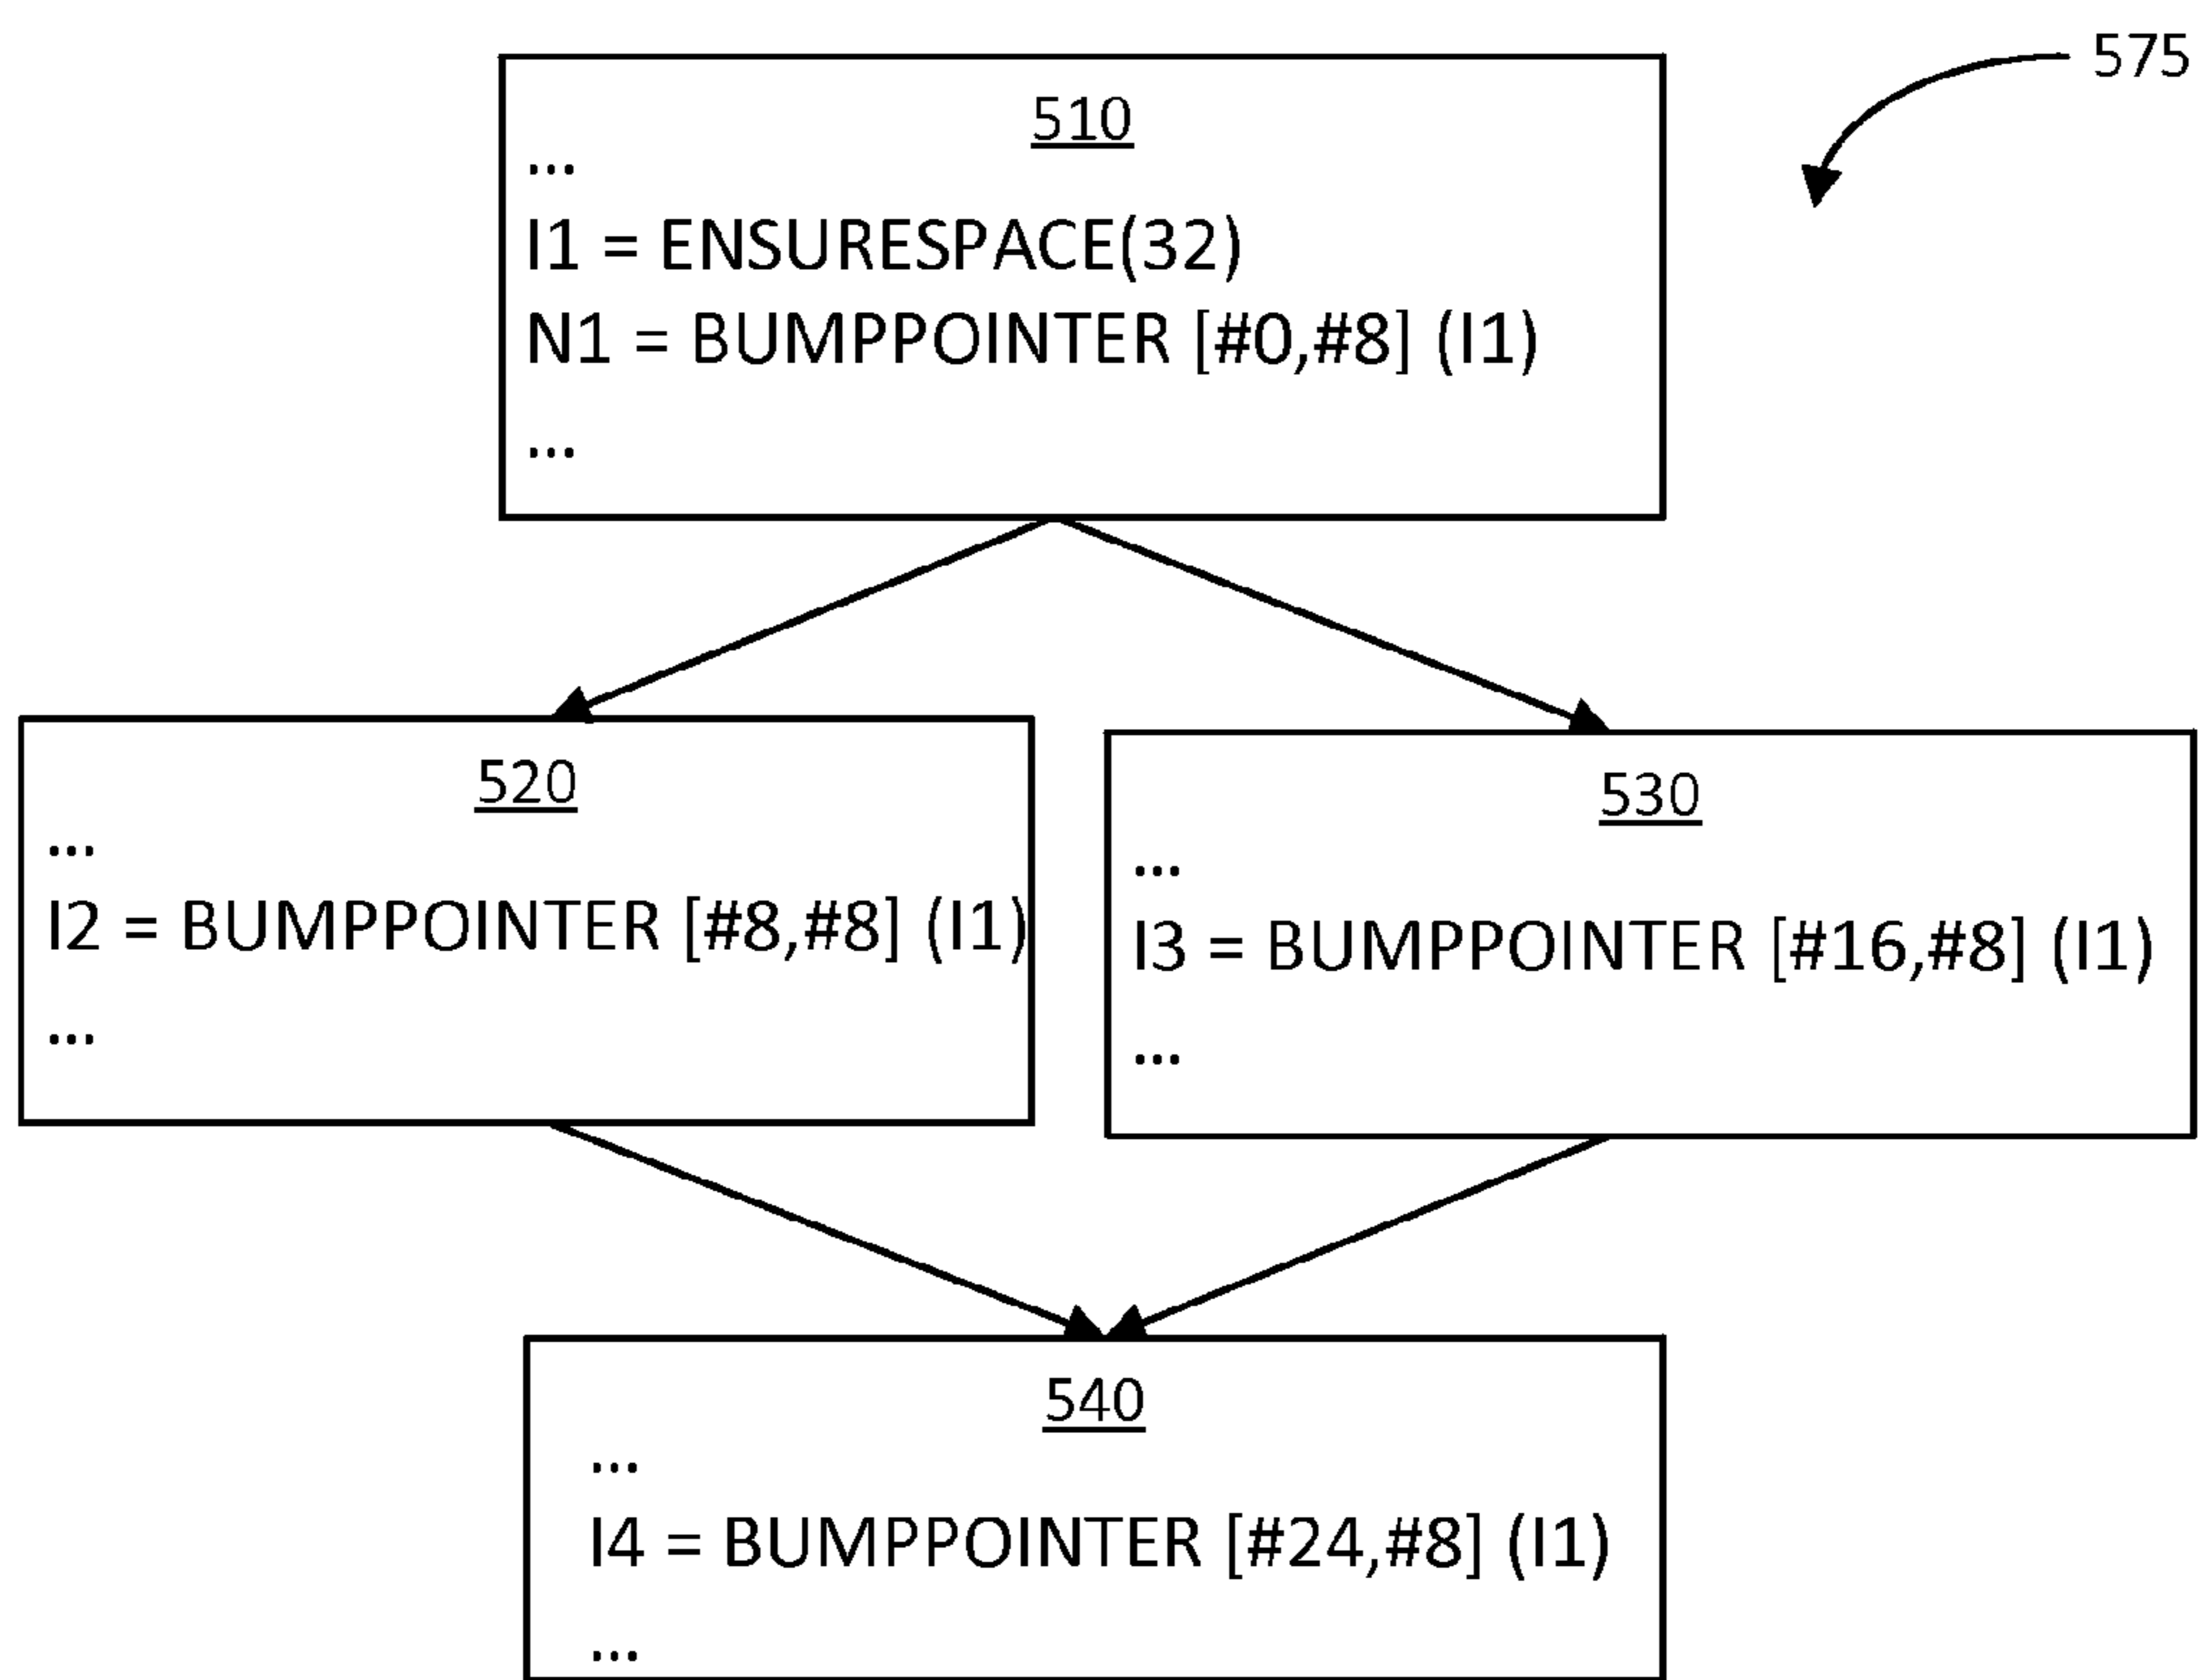 575
510
...
I1 = ENSURESPACE(32)
N1 = BUMPPOINTER [#0,#8] (I1)
...
520
...
I2 = BUMPPOINTER [#8,#8] (I1)
...
530
...
I3 = BUMPPOINTER [#16,#8] (I1)
...
540
...
I4 = BUMPPOINTER [#24,#8] (I1)
...